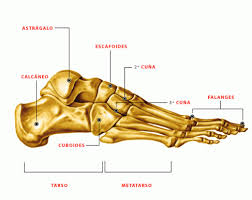 ASTRÁGALO
ESCAFOIDES
2ª CUÑA
CALCÁNEO
3ª CUÑA
FALANGES
CUBOIDES
TARSO
METATARSO